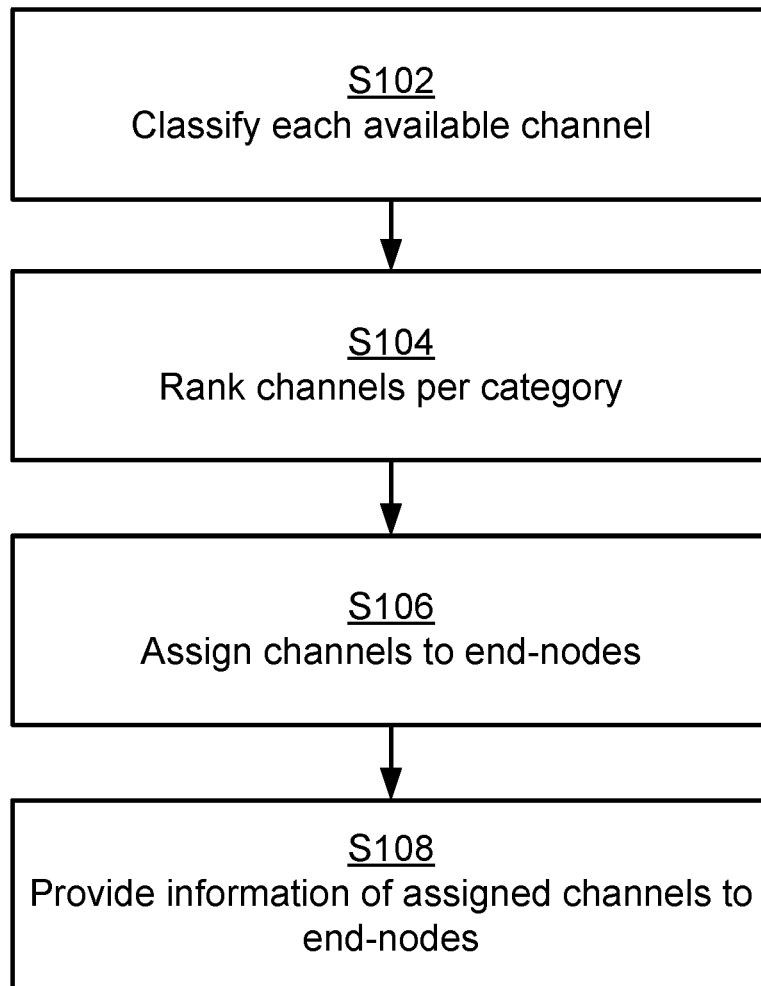 S102
Classify each available channel
S104
Rank channels per category
S106
Assign channels to end-nodes
S108
Provide information of assigned channels to
end-nodes